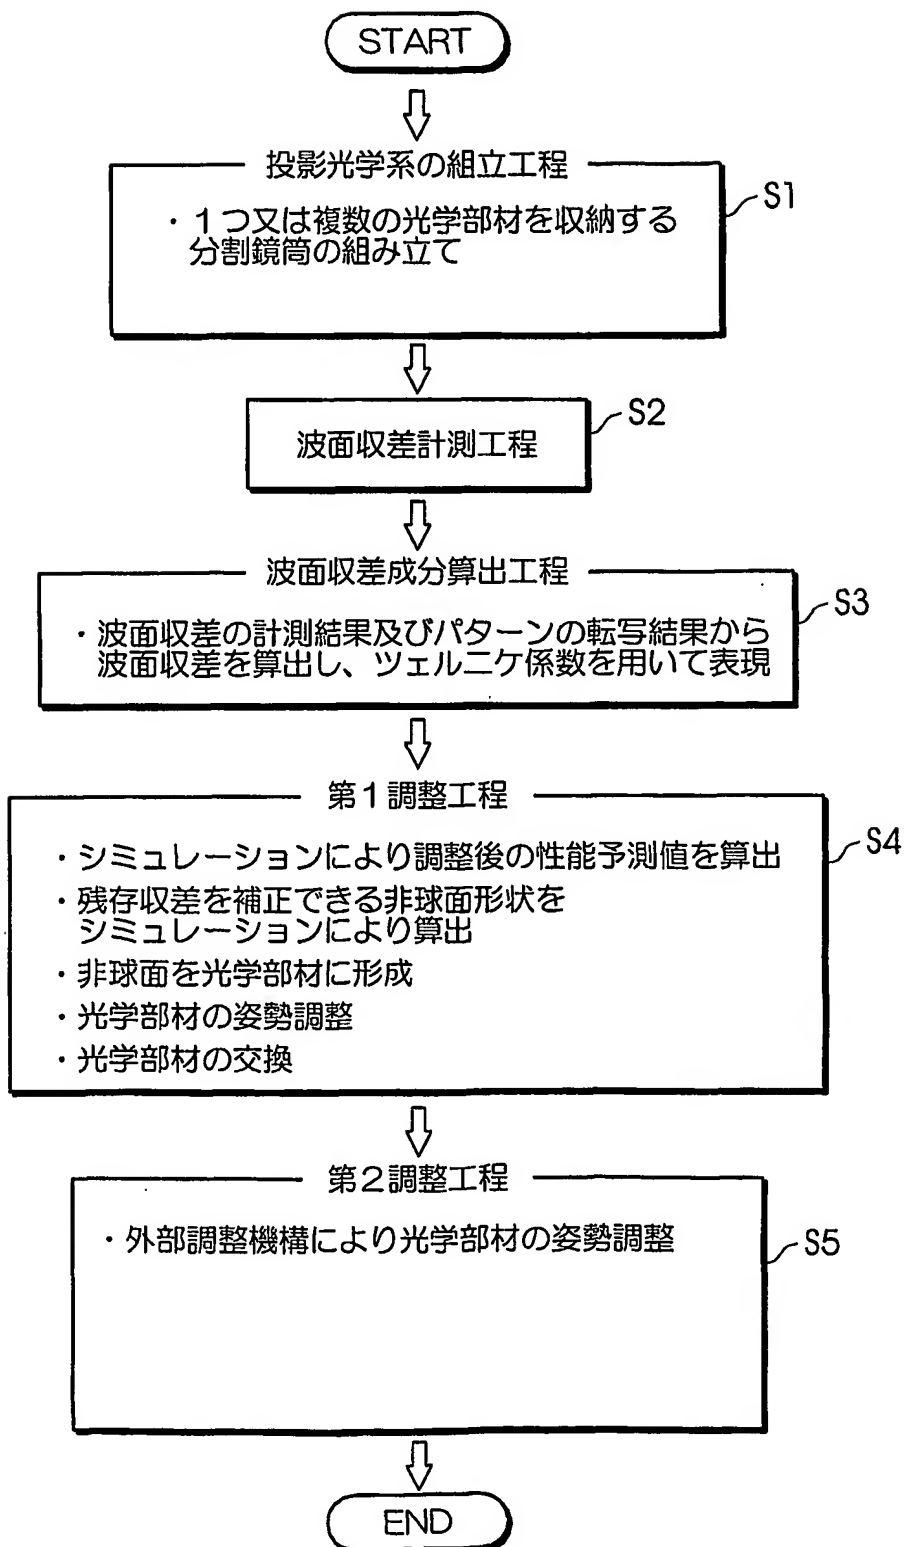 START
投影光学系の組立工程
S1
・1つ又は複数の光学部材を収納する
分割鏡筒の組み立て
S2
波面収差計測工程
波面収差成分算出工程
S3
・波面収差の計測結果及びパターンの転写結果から
波面収差を算出し、ツェルニケ係数を用いて表現
第1調整工程
S4
・シミュレーションにより調整後の性能予測値を算出
・残存収差を補正できる非球面形状を
シミュレーションにより算出
・非球面を光学部材に形成
・光学部材の姿勢調整
・光学部材の交換
第2調整工程
S5
・外部調整機構により光学部材の姿勢調整
END